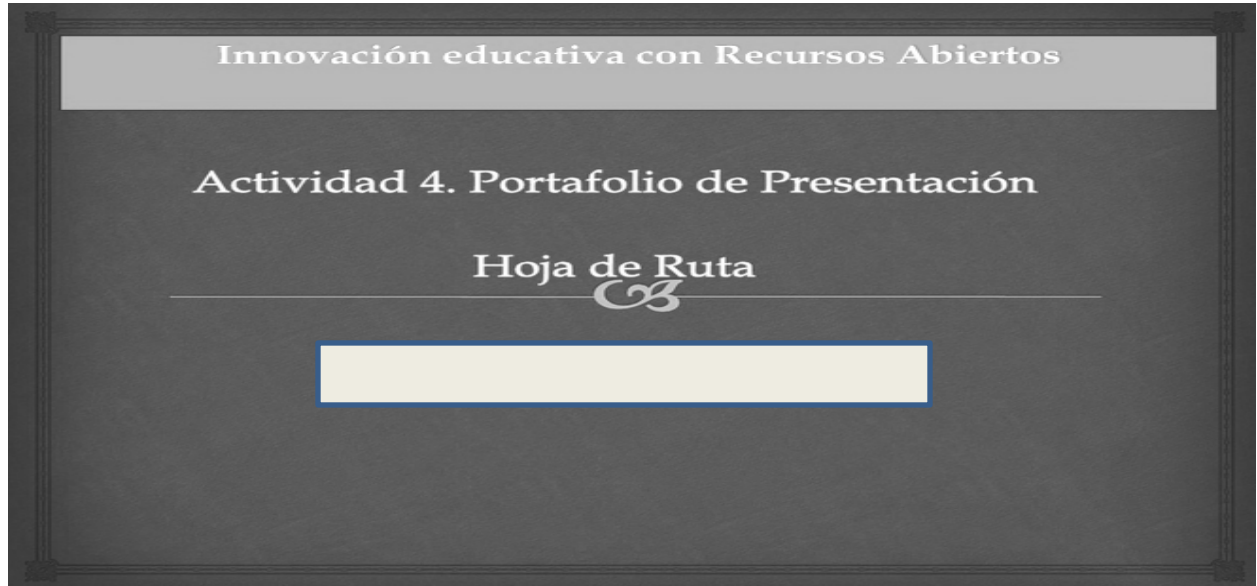 Innovación educativa con Recursos Abiertos
Actividad 4. Portafolio de Presentación
Hoja de Ruta